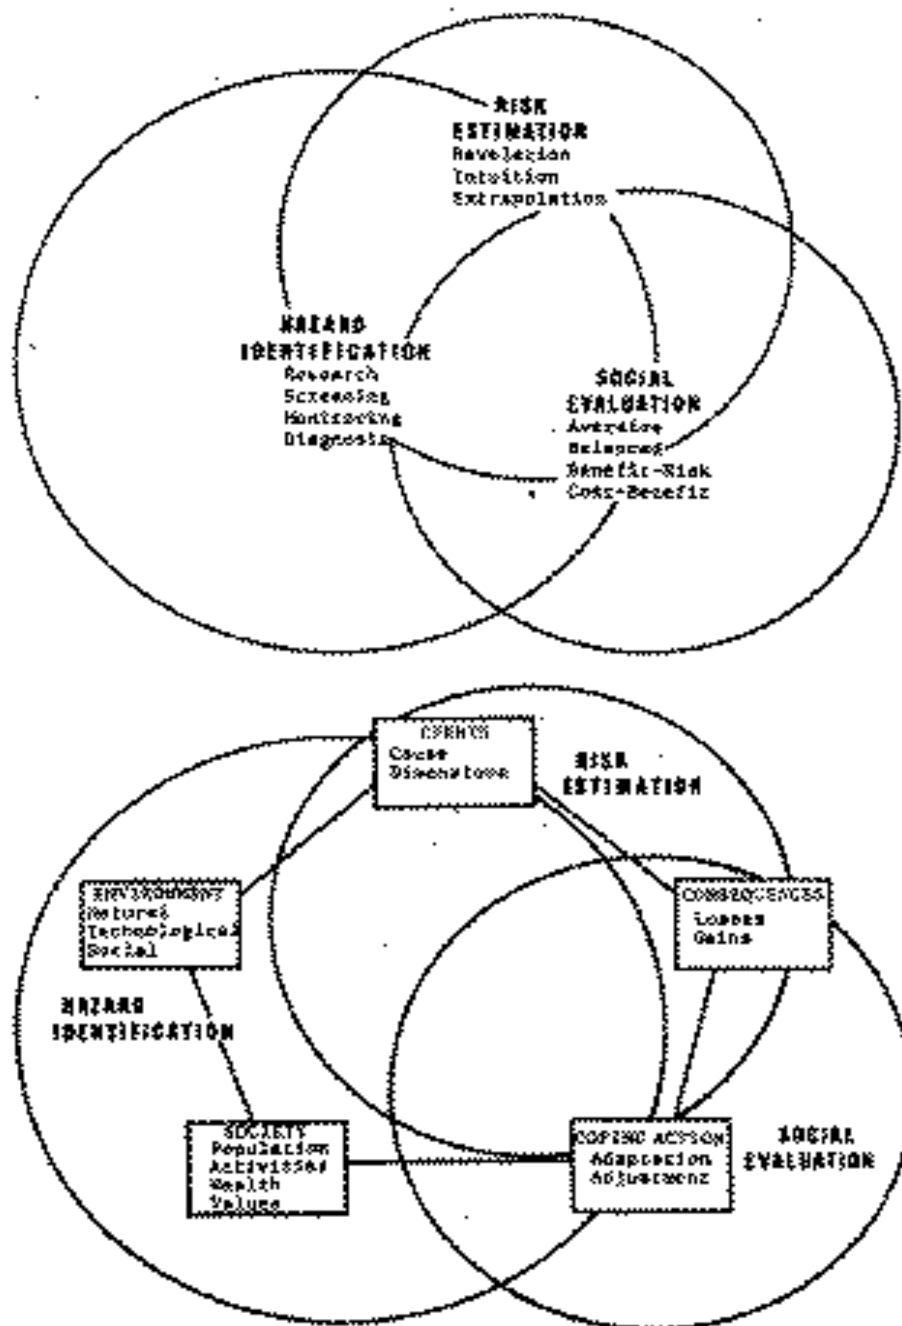 RISK
ESTIMATION
Revelation
Intuition
Extrapolation
HAZARD
IDENTIFICATION
Research
Screening
Monitoring
Diagnosis
SOCIAL
EVALUATION
Aversion
Balanced
Benefit-Risk
Cost-Benefit
EVENTS
Cause
Dimensions
RISK
ESTIMATION
ENVIRONMENT
Natural
Technological
Social
CONSEQUENCES
Losses
Gains
HAZARD
IDENTIFICATION
SOCIETY
Population
Activities
Wealth
Values
COPING ACTION
Adaptation
Adjustment
SOCIAL
EVALUATION